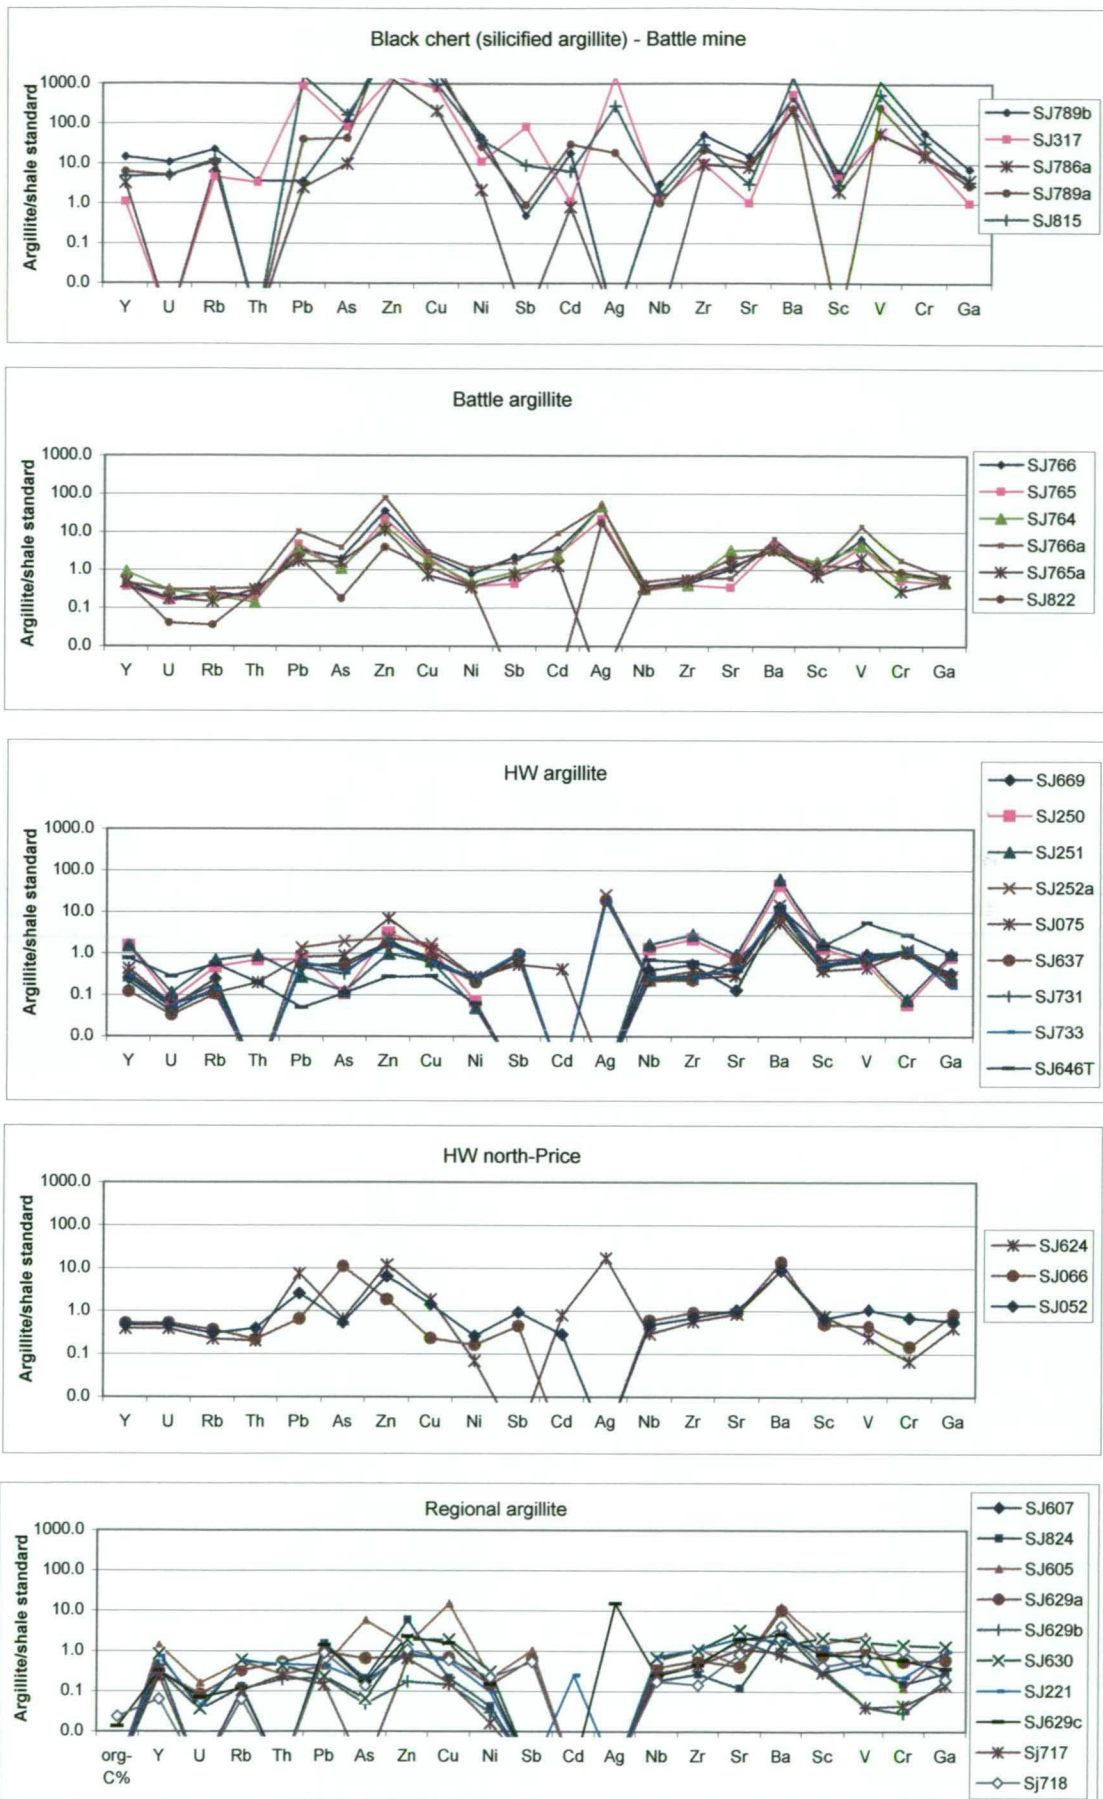 Black chert (silicified argillite) - Battle mine
Argillite/shale standard
1000.0
100.0
10.0
1.0
0.1
0.0
Y U Rb Th Pb As Zn Cu Ni Sb Cd Ag Nb Zr Sr Ba Sc V Cr Ga
SJ789b
SJ317
SJ786a
SJ789a
SJ815
Battle argillite
Argillite/shale standard
1000.0
100.0
10.0
1.0
0.1
0.0
Y U Rb Th Pb As Zn Cu Ni Sb Cd Ag Nb Zr Sr Ba Sc V Cr Ga
SJ766
SJ765
SJ764
SJ766a
SJ765a
SJ822
HW argillite
Argillite/shale standard
1000.0
100.0
10.0
1.0
0.1
0.0
Y U Rb Th Pb As Zn Cu Ni Sb Cd Ag Nb Zr Sr Ba Sc V Cr Ga
SJ669
SJ250
SJ251
SJ252a
SJ075
SJ637
SJ731
SJ733
SJ646T
HW north-Price
Argillite/shale standard
1000.0
100.0
10.0
1.0
0.1
0.0
Y U Rb Th Pb As Zn Cu Ni Sb Cd Ag Nb Zr Sr Ba Sc V Cr Ga
SJ624
SJ066
SJ052
Regional argillite
Argillite/shale standard
1000.0
100.0
10.0
1.0
0.1
0.0
org- Y U Rb Th Pb As Zn Cu Ni Sb Cd Ag Nb Zr Sr Ba Sc V Cr Ga
C%
SJ607
SJ824
SJ605
SJ629a
SJ629b
SJ630
SJ221
SJ629c
Sj717
Sj718